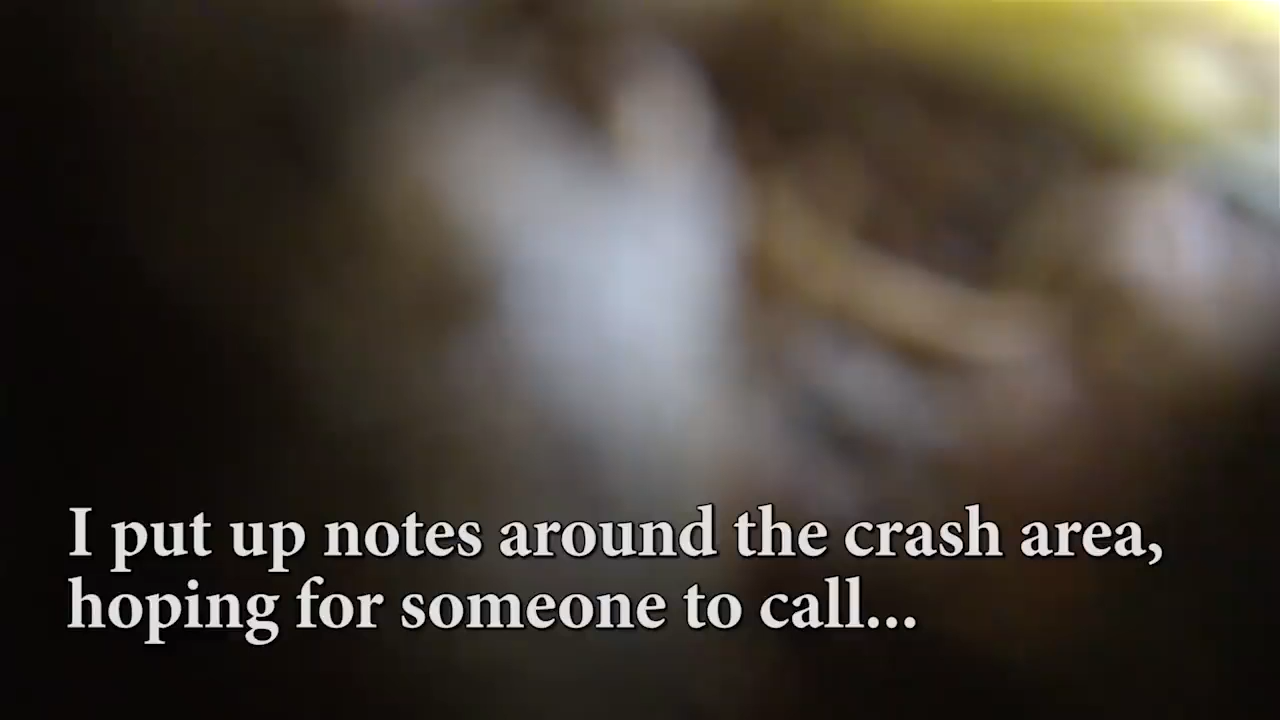 I put up notes around the crash area,
hoping for someone to call...